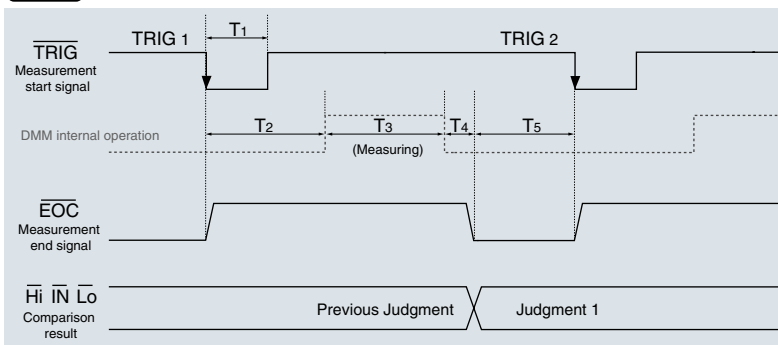 TRIG 1
T1
TRIG 2
TRIG
Measurement
start signal
DMM internal operation
T2
T3
T4
T5
(Measuring)
EOC
Measurement
end signal
Hi IN Lo
Comparison
result
Previous Judgment
Judgment 1